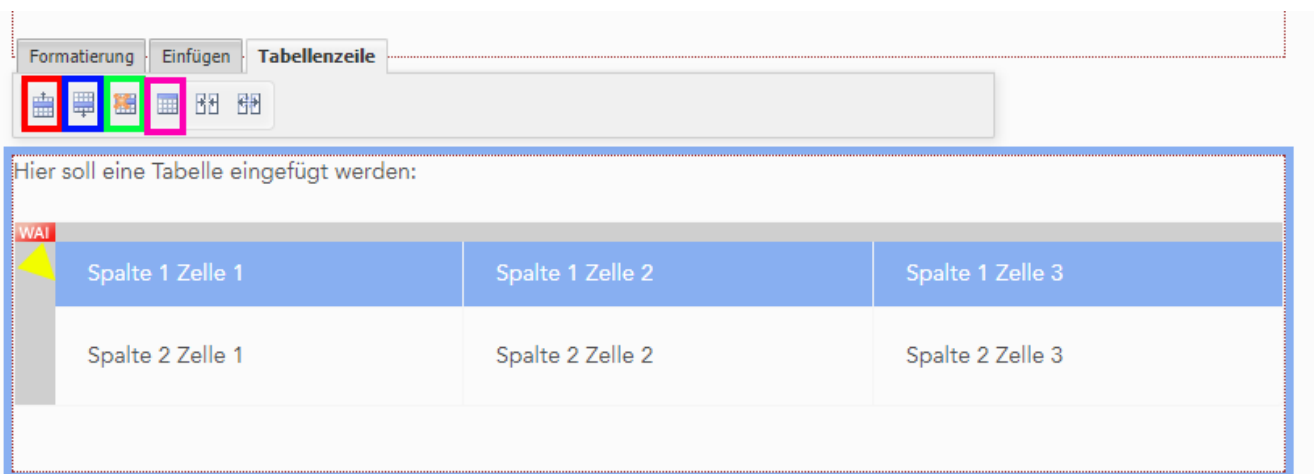 Formatierung Einfügen Tabellenzeile
Hier soll eine Tabelle eingefügt werden:
WAI
Spalte 1 Zelle 1 Spalte 1 Zelle 2 Spalte 1 Zelle 3
Spalte 2 Zelle 1 Spalte 2 Zelle 2 Spalte 2 Zelle 3